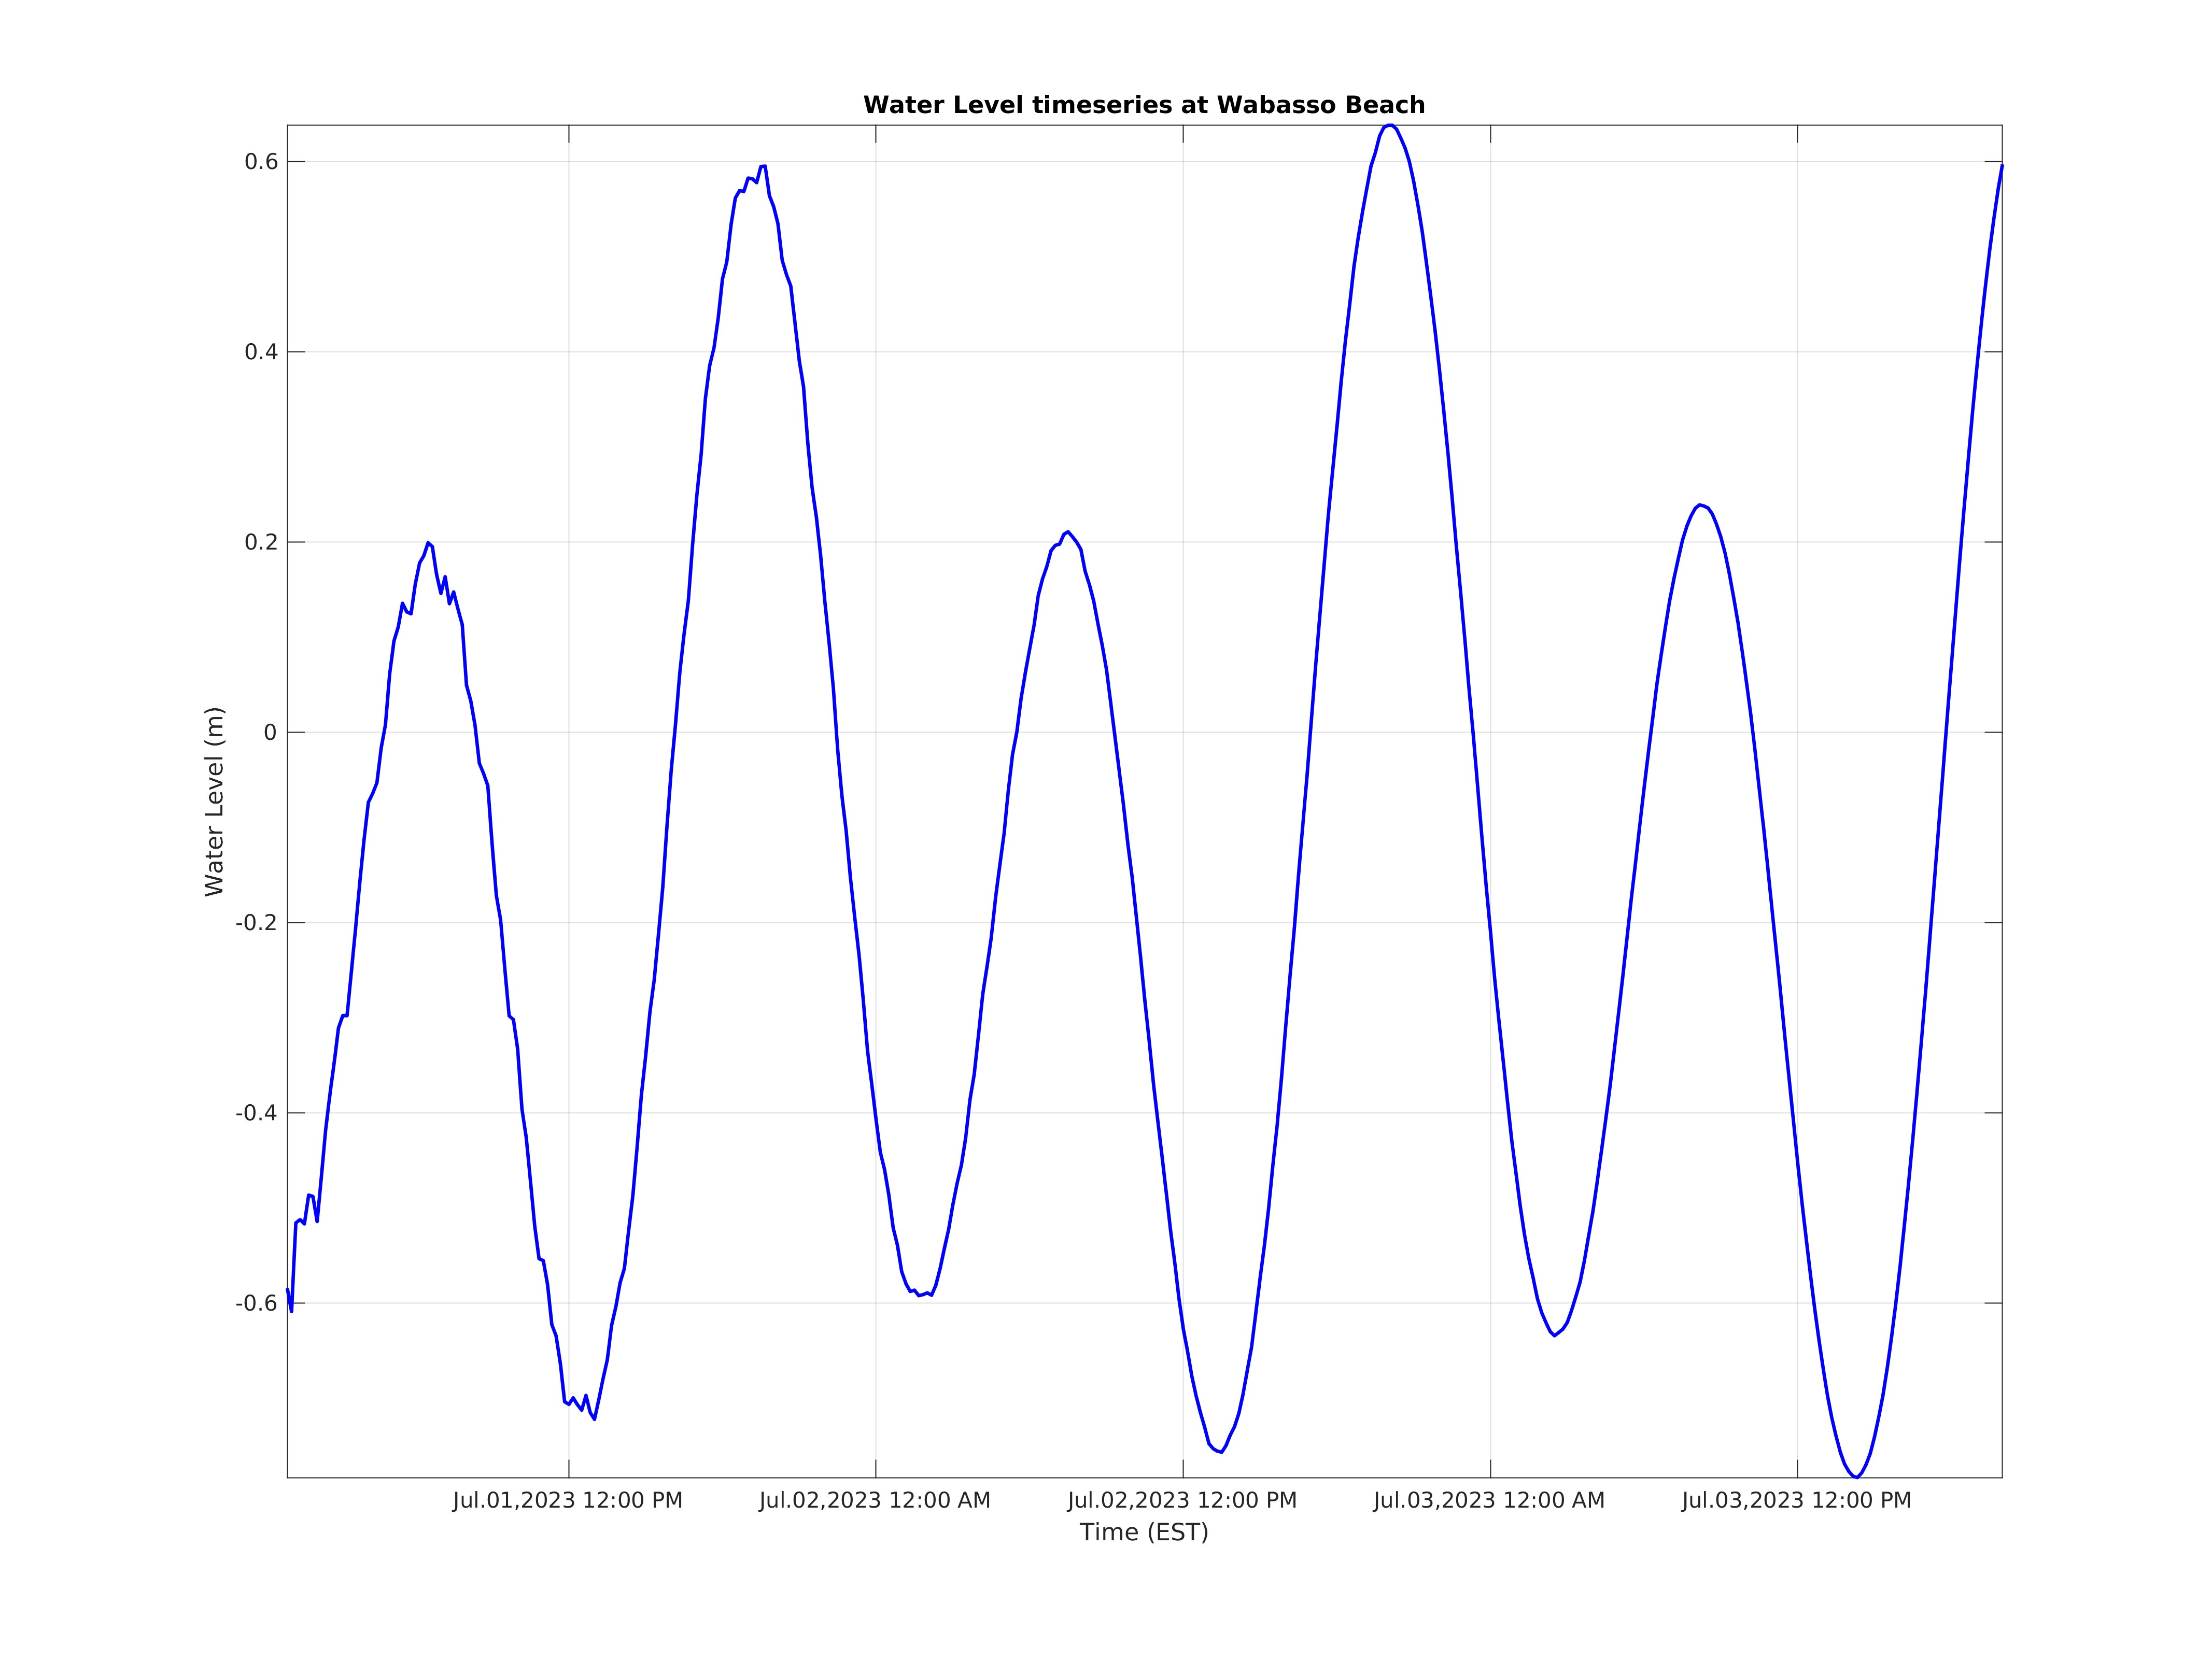 Water Level timeseries at Wabasso Beach
0.6
0.4
0.2
0
-0.2
-0.4
-0.6
Water Level (m)
Jul.01,2023 12:00 PM
Jul.02,2023 12:00 AM
Jul.02,2023 12:00 PM
Jul.03,2023 12:00 AM
Jul.03,2023 12:00 PM
Time (EST)